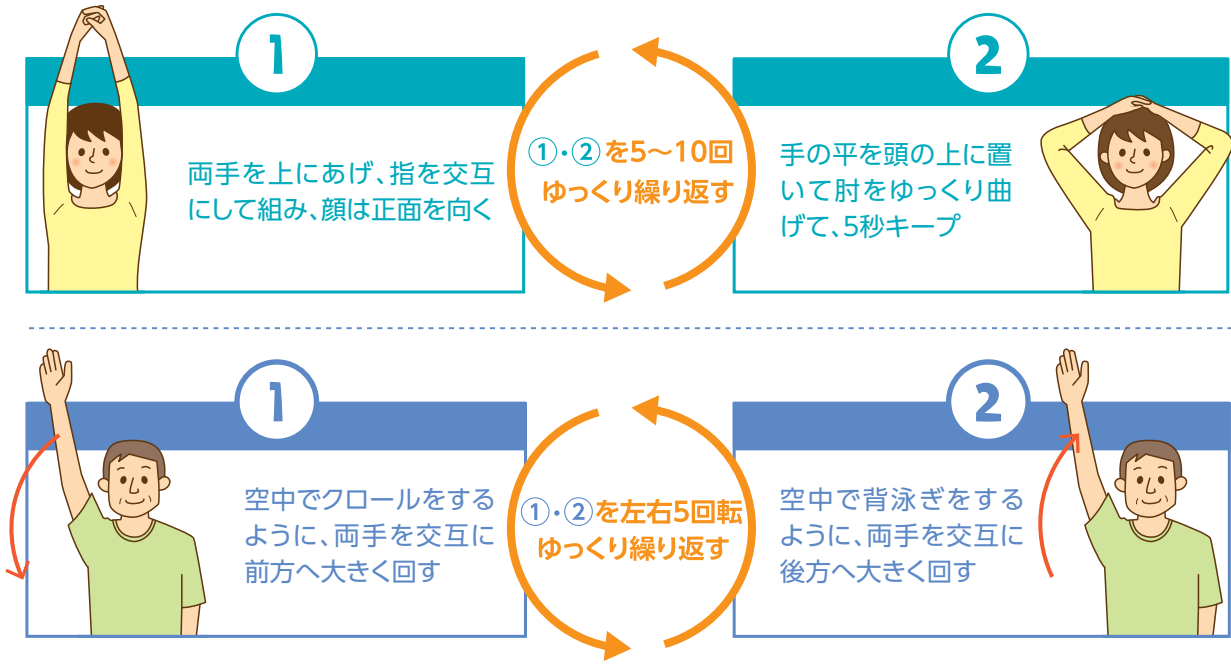 1
両手を上にあげ、指を交互
にして組み、顔は正面を向く
①・②を5〜10回
ゆっくり繰り返す
2
手の平を頭の上に置
いて肘をゆっくり曲
げて、5秒キープ
1
空中でクロールをする
ように、両手を交互に
前方へ大きく回す
①・②を左右5回転
ゆっくり繰り返す
2
空中で背泳ぎをする
ように、両手を交互に
後方へ大きく回す